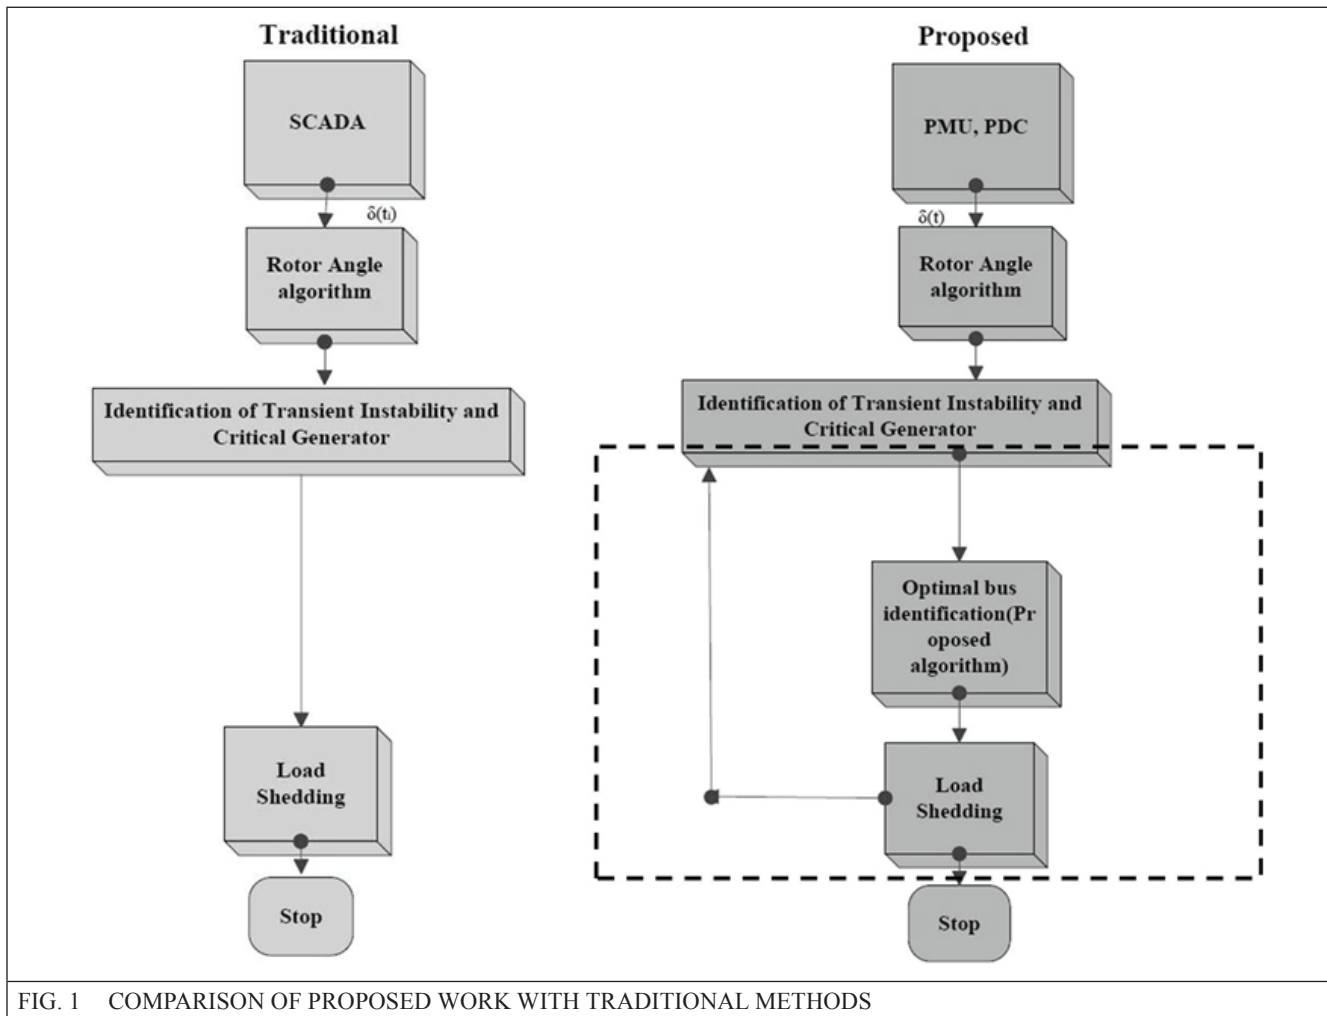 Traditional
SCADA
δ(tᵢ)
Rotor Angle
algorithm
Identification of Transient Instability and
Critical Generator
Load
Shedding
Stop
Proposed
PMU, PDC
δ(t)
Rotor Angle
algorithm
Identification of Transient Instability and
Critical Generator
Optimal bus
identification(Pr
oposed
algorithm)
Load
Shedding
Stop
FIG. 1 COMPARISON OF PROPOSED WORK WITH TRADITIONAL METHODS